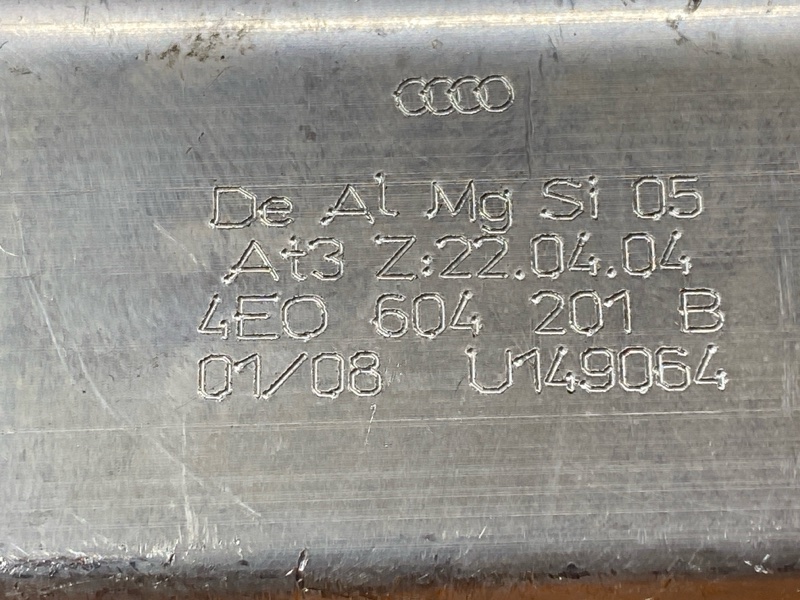 De Al Mg Si 05
At3 Z:22.04.04
4E0 604 201 B
01/08 U149064